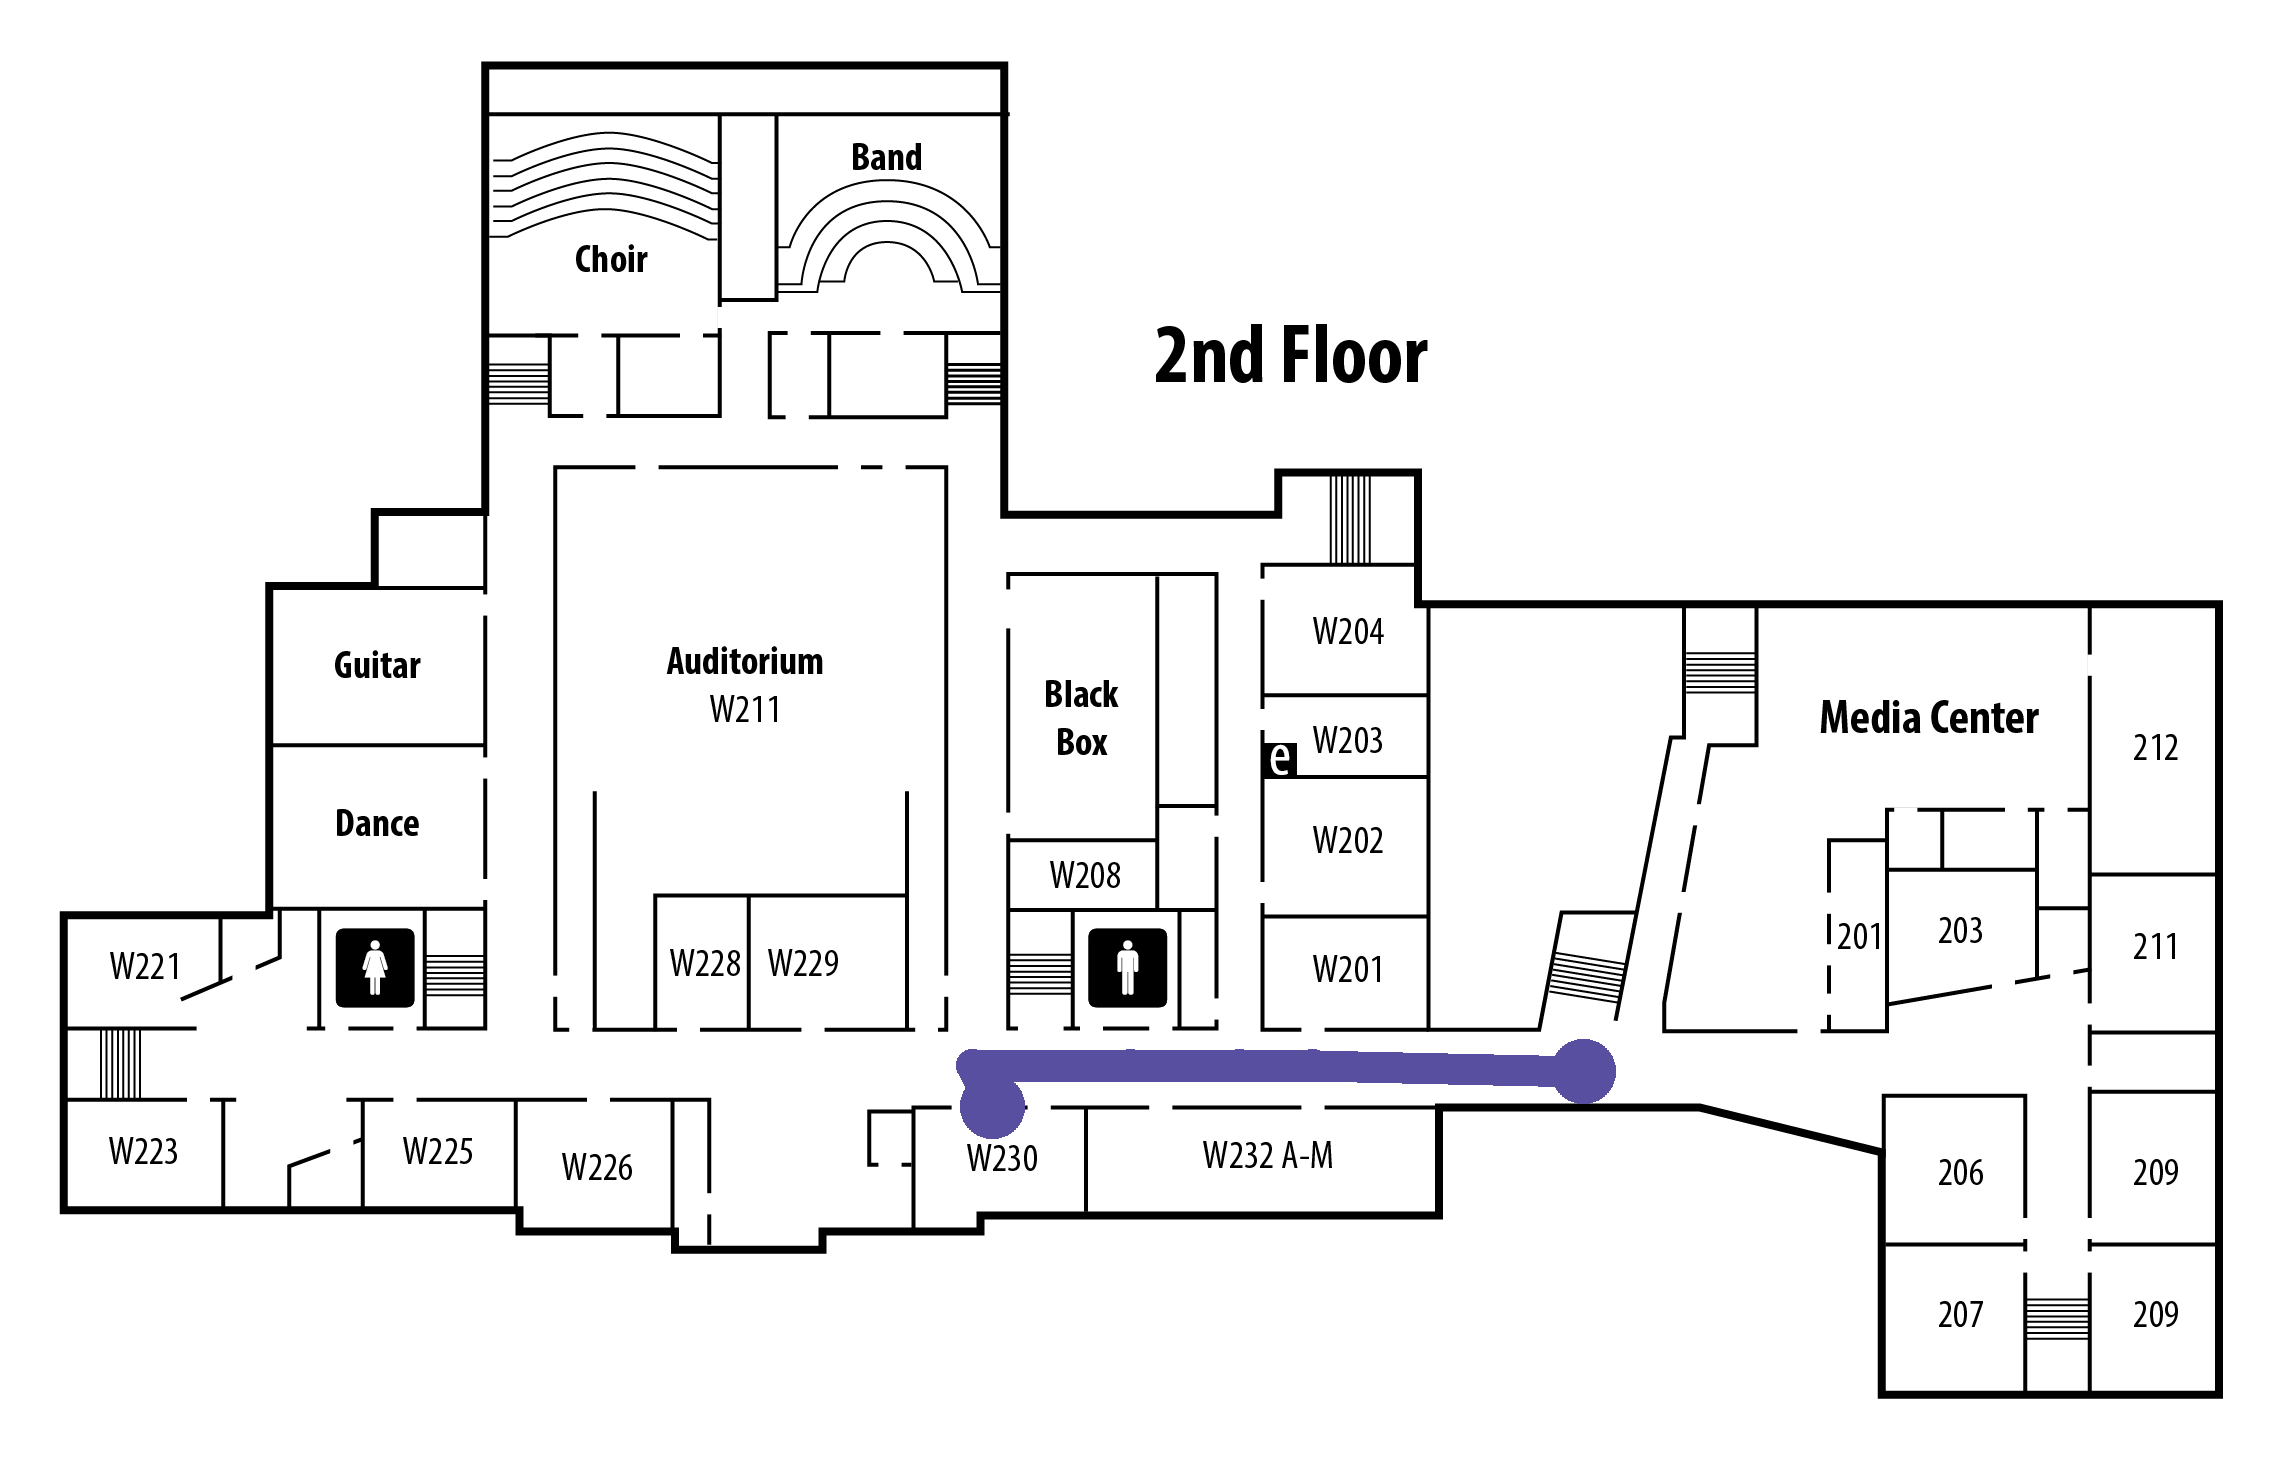 Band
Choir
2nd Floor
W204
Guitar
Auditorium
W211
Black
Box
Media Center
W203
e
212
Dance
W202
W208
201
203
211
W221
W228
W229
W201
W223
W225
W226
W230
W232 A-M
206
209
207
209